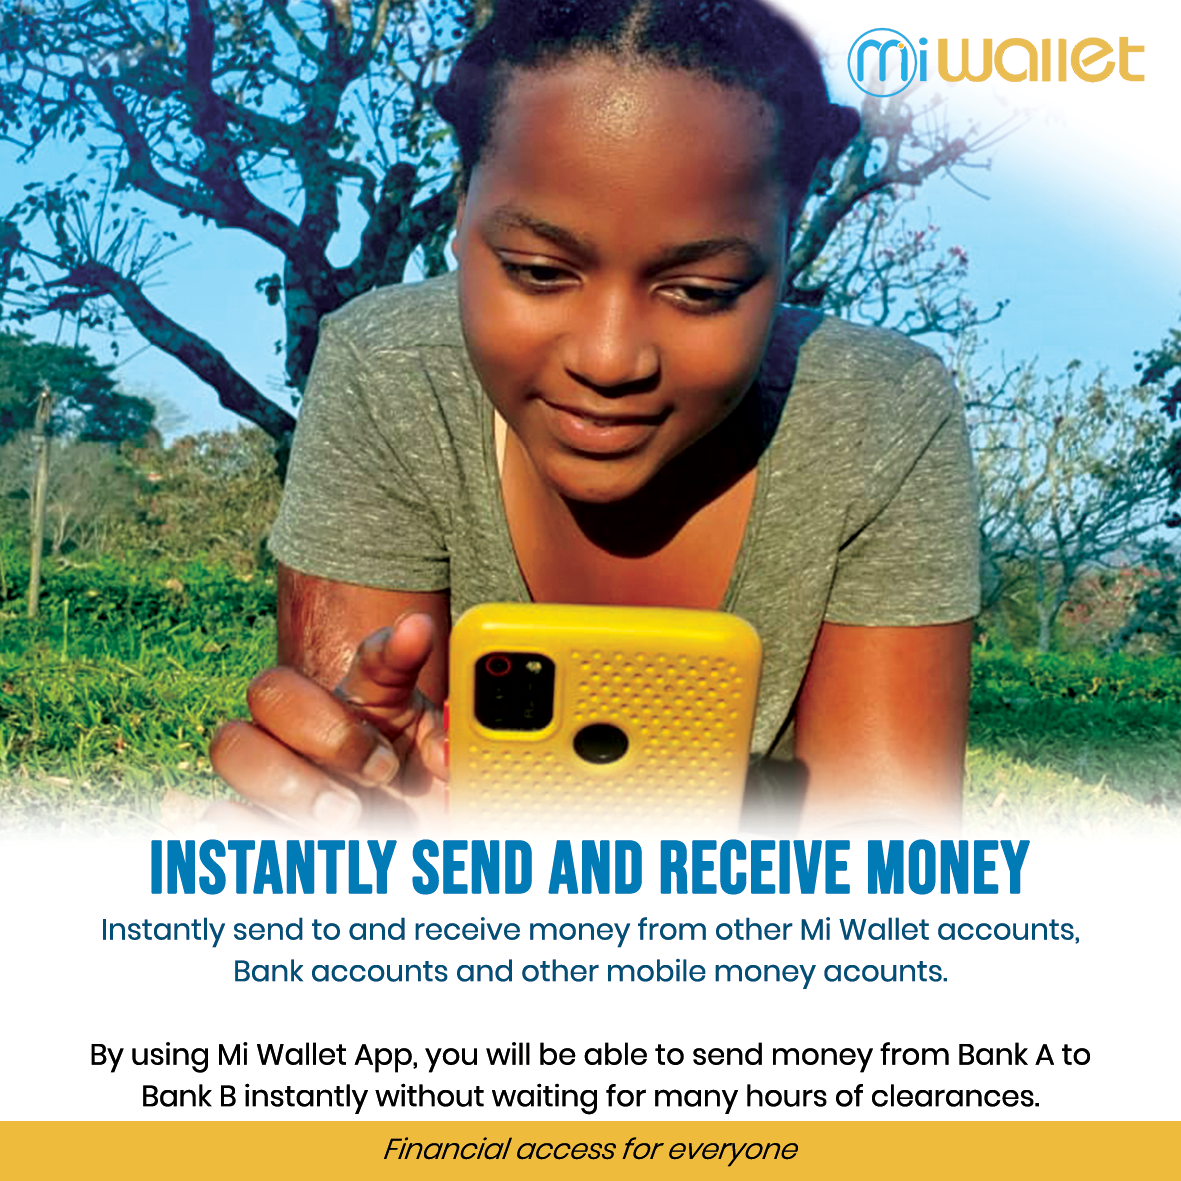 mi wallet
INSTANTLY SEND AND RECEIVE MONEY
Instantly send to and receive money from other Mi Wallet accounts,
Bank accounts and other mobile money acounts.
By using Mi Wallet App, you will be able to send money from Bank A to
Bank B instantly without waiting for many hours of clearances.
Financial access for everyone